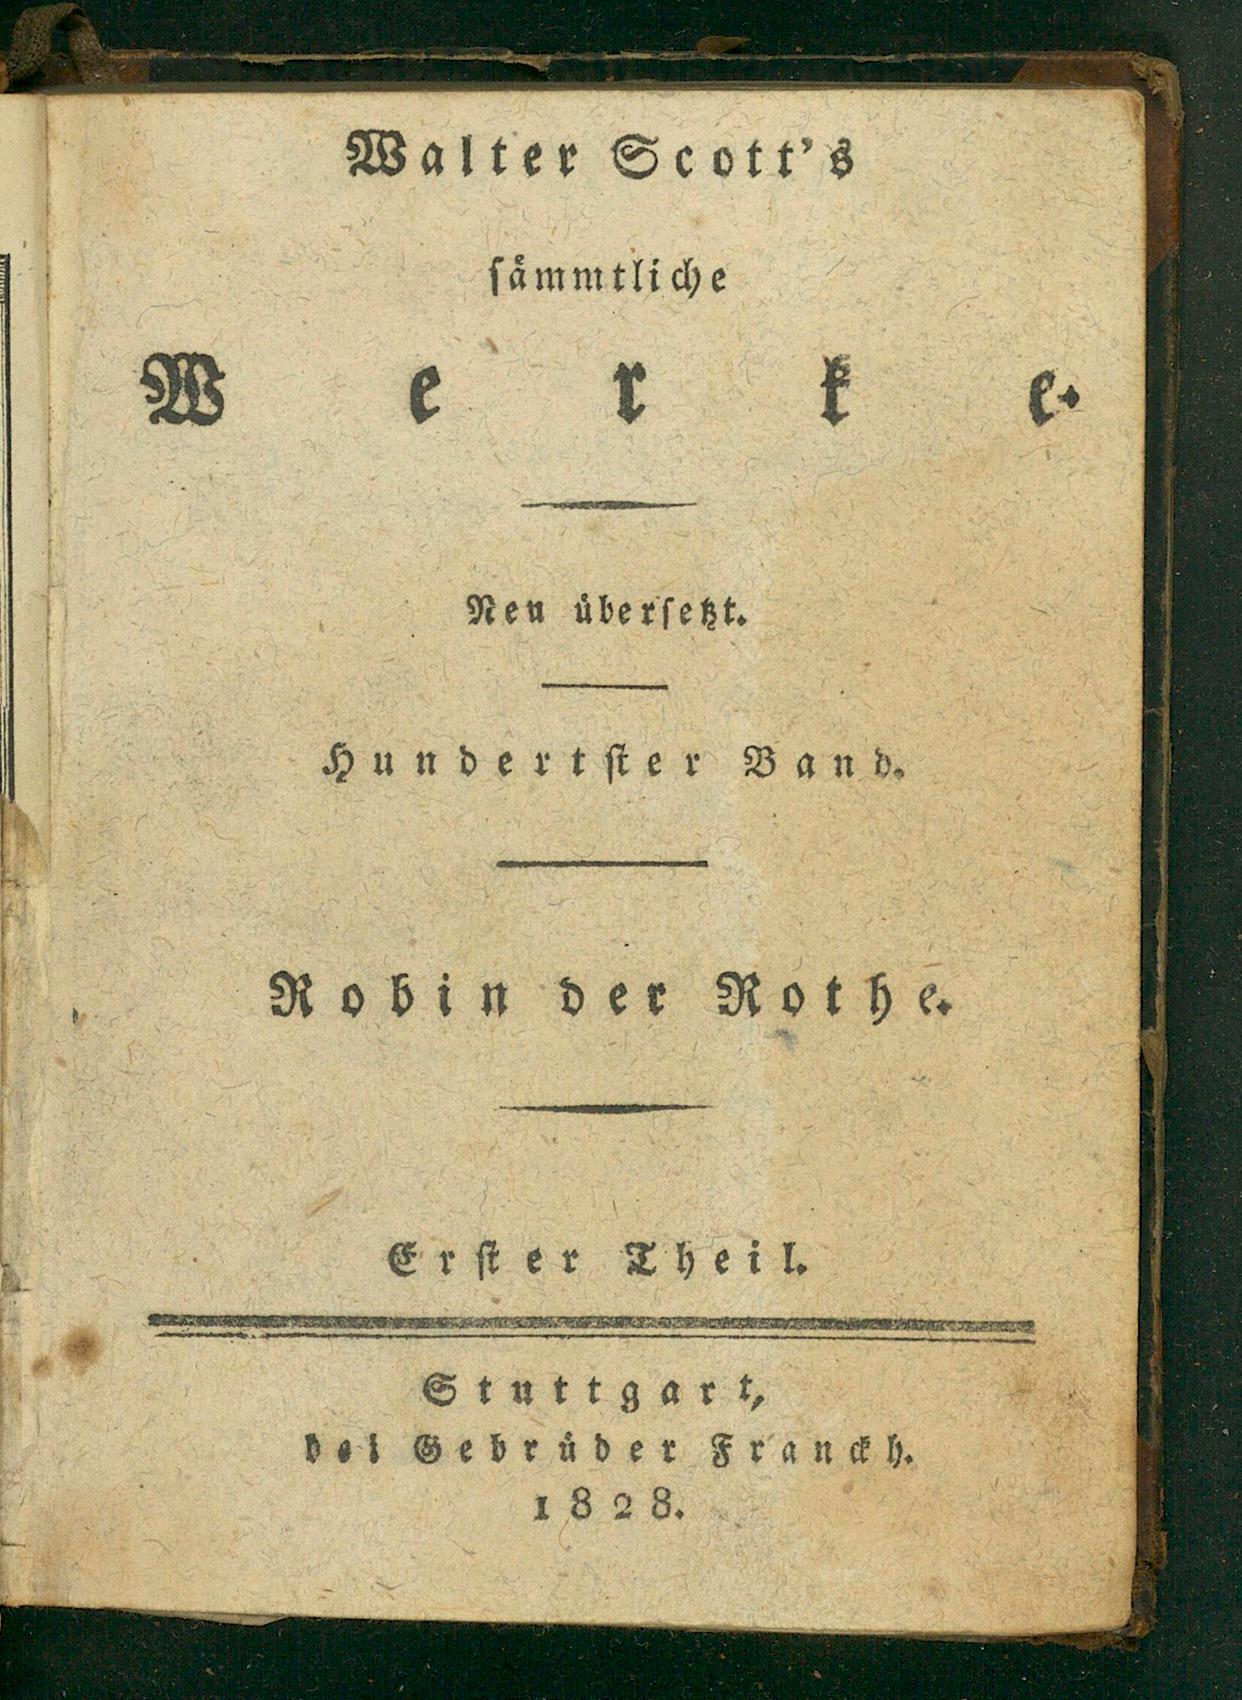 Walter Scott's
sämmtliche
Werke.
Neu übersetzt.
Hundertster Band.
Robin der Rothe.
Erster Theil.
Stuttgart,
bei Gebrüder Franckh.
1828.